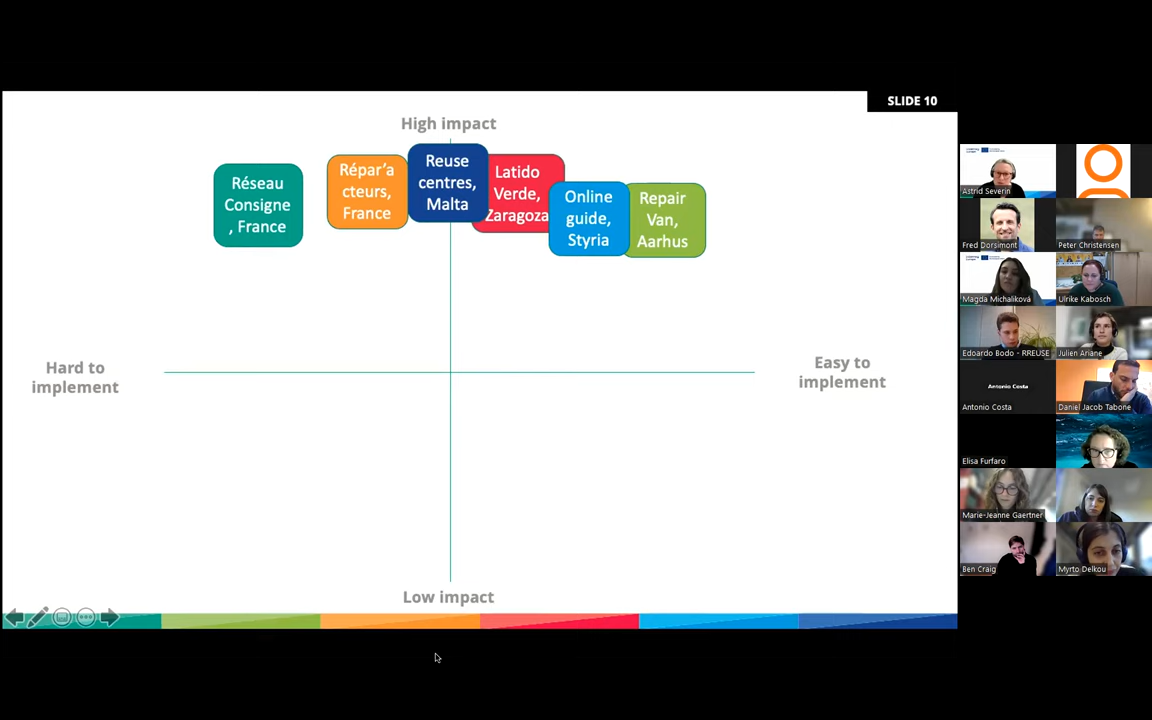 SLIDE 10
High impact
Réseau
Consigne
, France
Répar’a
cteurs,
France
Reuse
centres,
Malta
Latido
Verde,
Zaragoza
Online
guide,
Styria
Repair
Van,
Aarhus
Hard to
implement
Easy to
implement
Low impact
Astrid Severin
Fred Dorsimont
Peter Christensen
Magda Michaliková
Ulrike Kabosch
Edoardo Bodo - RREUSE
Julien Ariane
Antonio Costa
Antonio Costa
Daniel Jacob Tabone
Elisa Furfaro
Marie-Jeanne Gaertner
Ben Craig
Myrto Delkou